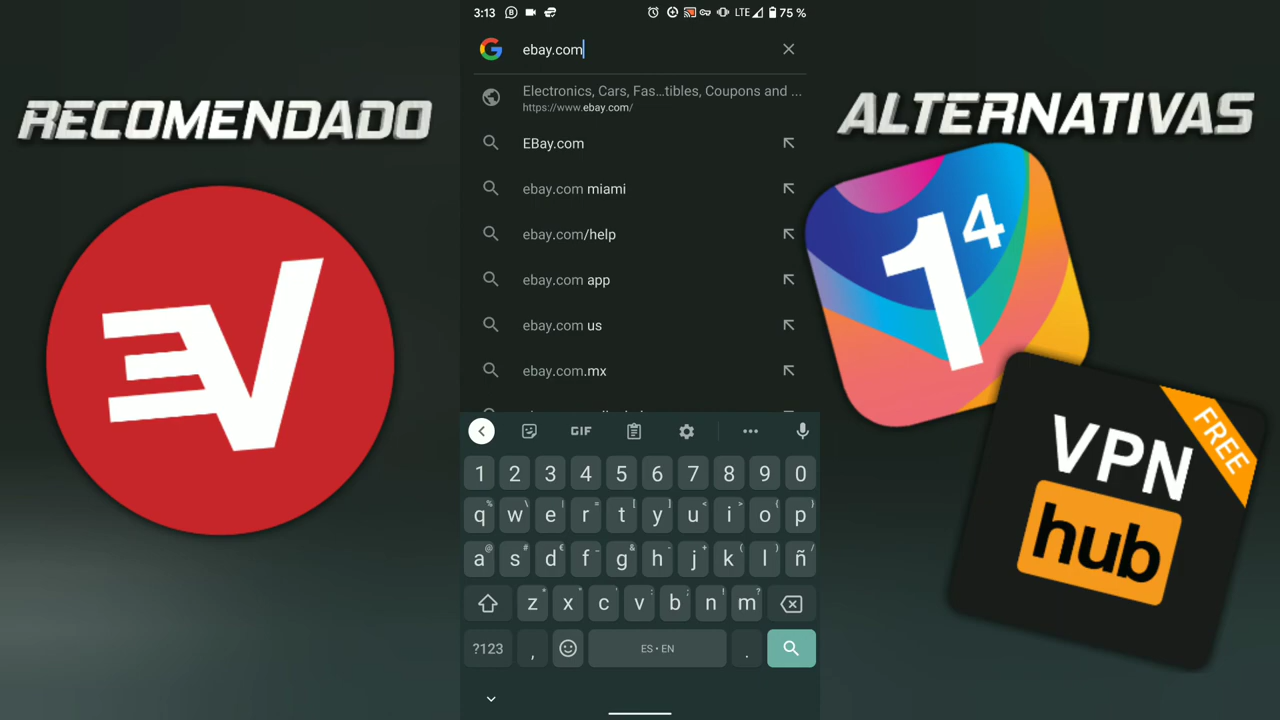 3:13
LTE
75 %
ebay.com
Electronics, Cars, Fas...tibles, Coupons and ...
https://www.ebay.com/
EBay.com
ebay.com miami
ebay.com/help
ebay.com app
ebay.com us
ebay.com.mx
RECOMENDADO
EV
ALTERNATIVAS
1 4
FREE
VPN
hub
GIF
1 2 3 4 5 6 7 8 9 0
q w e r t y u i o p
a s d f g h j k l ñ
z x c v b n m
?123 , ES • EN .